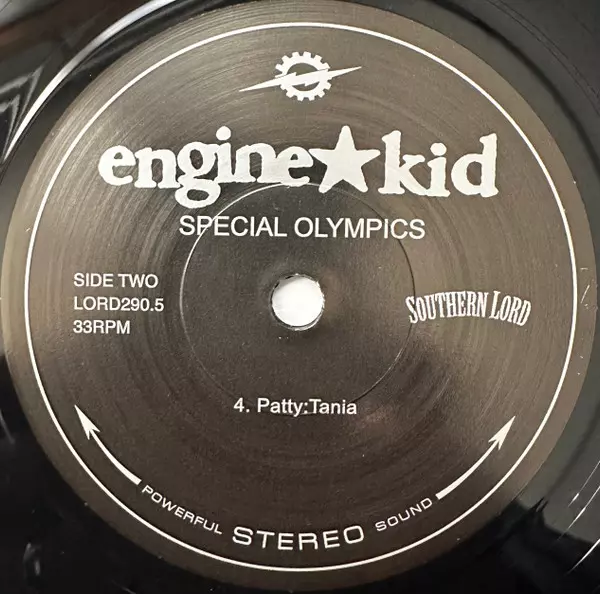 engine★kid
SPECIAL OLYMPICS
SIDE TWO
LORD290.5
33RPM
SOUTHERN LORD
4. Patty:Tania
POWERFUL STEREO SOUND